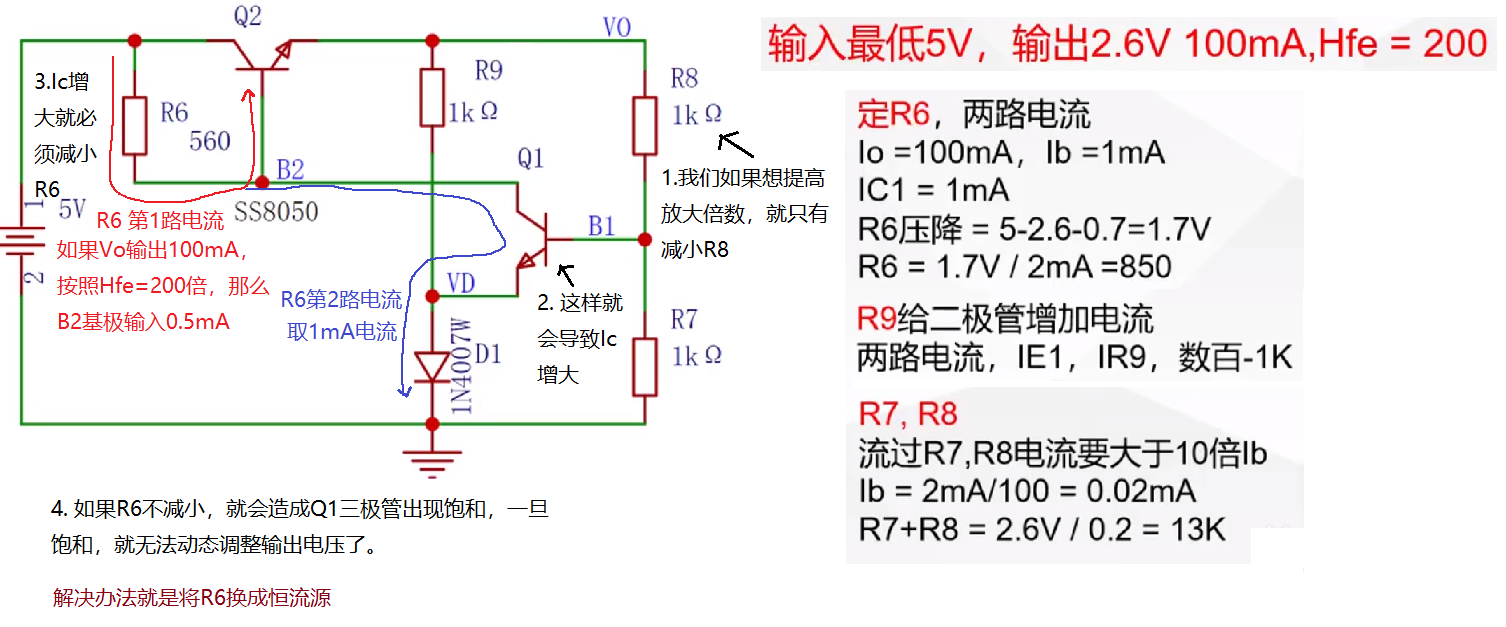 Q2
VO
3.Ic增
大就必
须减小
R6
R6
560
R9
1kΩ
R8
1kΩ
Q1
B2
SS8050
1
5V
2
B1
VD
R7
1kΩ
D1
1N4007W
R6 第1路电流
如果Vo输出100mA，
按照Hfe=200倍，那么
B2基极输入0.5mA
R6第2路电流
取1mA电流
1.我们如果想提高
放大倍数，就只有
减小R8
2. 这样就
会导致Ic
增大
4. 如果R6不减小，就会造成Q1三极管出现饱和，一旦
饱和，就无法动态调整输出电压了。
解决办法就是将R6换成恒流源
输入最低5V，输出2.6V 100mA,Hfe = 200
定R6，两路电流
Io =100mA，Ib =1mA
IC1 = 1mA
R6压降 = 5-2.6-0.7=1.7V
R6 = 1.7V / 2mA =850
R9给二极管增加电流
两路电流，IE1，IR9，数百-1K
R7, R8
流过R7,R8电流要大于10倍Ib
Ib = 2mA/100 = 0.02mA
R7+R8 = 2.6V / 0.2 = 13K